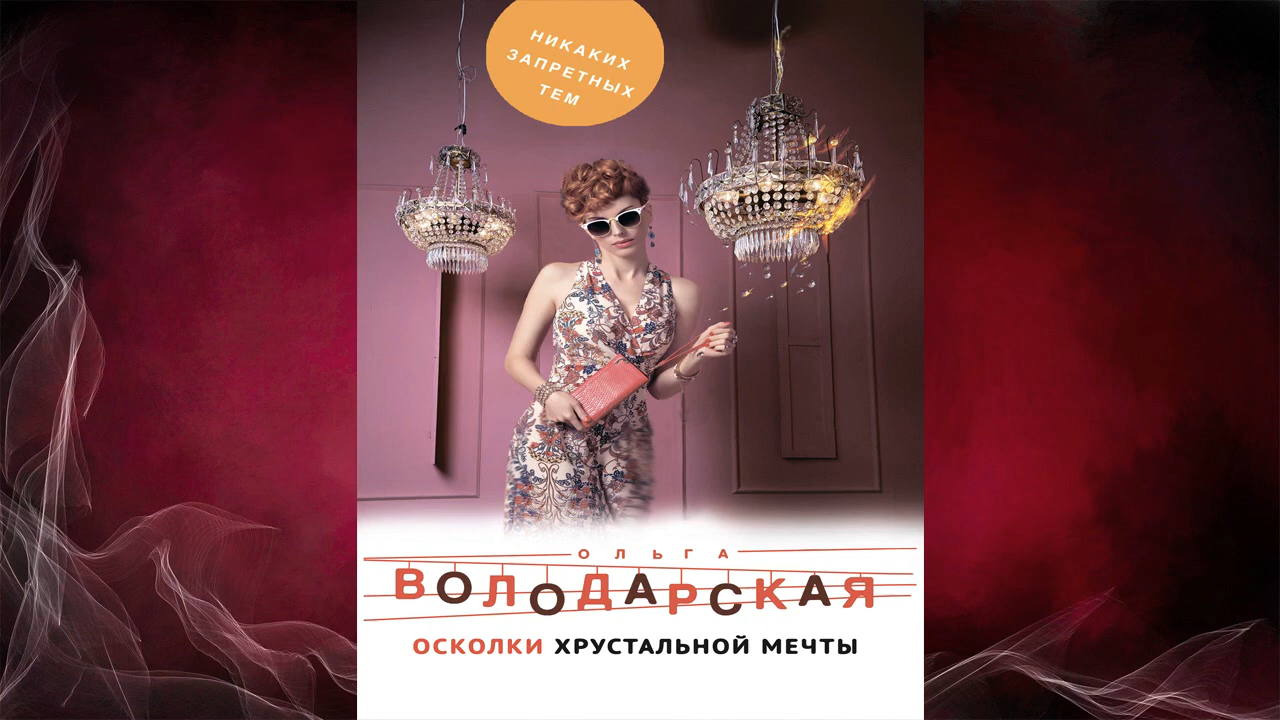 НИКАКИХ
ЗАПРЕТНЫХ
ТЕМ
ОЛЬГА
ВОЛОДАРСКАЯ
ОСКОЛКИ ХРУСТАЛЬНОЙ МЕЧТЫ